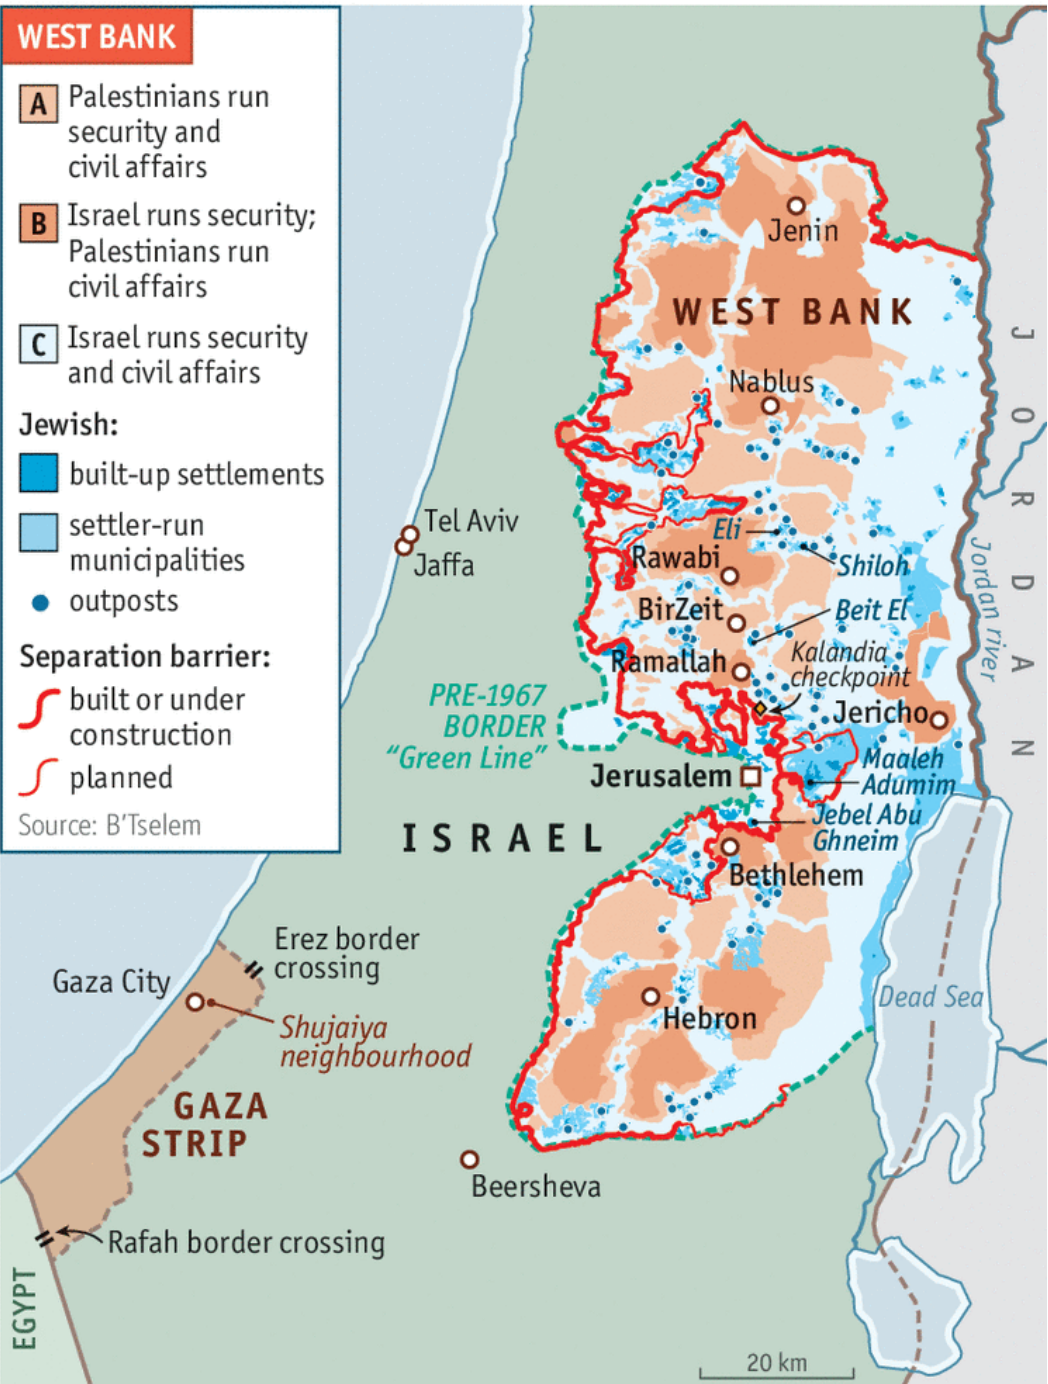 WEST BANK
A
Palestinians run
security and
civil affairs
B
Israel runs security;
Palestinians run
civil affairs
C
Israel runs security
and civil affairs
Jewish:
built-up settlements
settler-run
municipalities
outposts
Separation barrier:
built or under
construction
planned
Source: B'Tselem
Jenin
WEST BANK
Nablus
JORDAN
Tel Aviv
Jaffa
Eli
Rawabi
Shiloh
Jordan river
BirZeit
Beit El
Ramallah
Kalandia
checkpoint
PRE-1967
BORDER
"Green Line"
Jericho
Jerusalem
Maaleh
Adumim
ISRAEL
Jebel Abu
Ghneim
Bethlehem
Erez border
crossing
Gaza City
Dead Sea
Shujaiya
neighbourhood
Hebron
GAZA
STRIP
Beersheva
Rafah border crossing
EGYPT
20 km